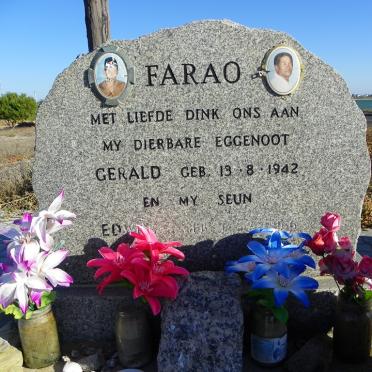 FARAO
MET LIEFDE DINK ONS AAN
MY DIERBARE EGGENOOT
GERALD GEB. 13·8·1942
EN MY SEUN